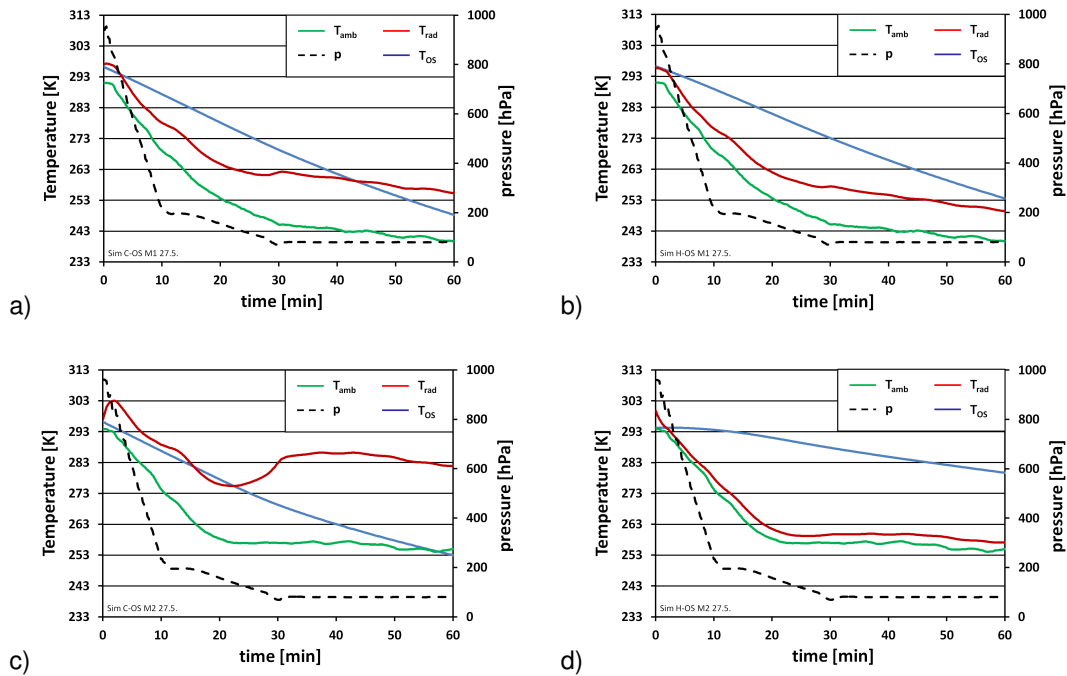 313
303
293
283
273
263
253
243
233
Temperature [K]
1000
800
600
400
200
0
pressure [hPa]
T_amb
T_rad
p
T_OS
Sim C-OS M1 27.5.
0 10 20 30 40 50 60
time [min]
a)
313
303
293
283
273
263
253
243
233
Temperature [K]
1000
800
600
400
200
0
pressure [hPa]
T_amb
T_rad
p
T_OS
Sim H-OS M1 27.5.
0 10 20 30 40 50 60
time [min]
b)
313
303
293
283
273
263
253
243
233
Temperature [K]
1000
800
600
400
200
0
pressure [hPa]
T_amb
T_rad
p
T_OS
Sim C-OS M2 27.5.
0 10 20 30 40 50 60
time [min]
c)
313
303
293
283
273
263
253
243
233
Temperature [K]
1000
800
600
400
200
0
pressure [hPa]
T_amb
T_rad
p
T_OS
Sim H-OS M2 27.5.
0 10 20 30 40 50 60
time [min]
d)